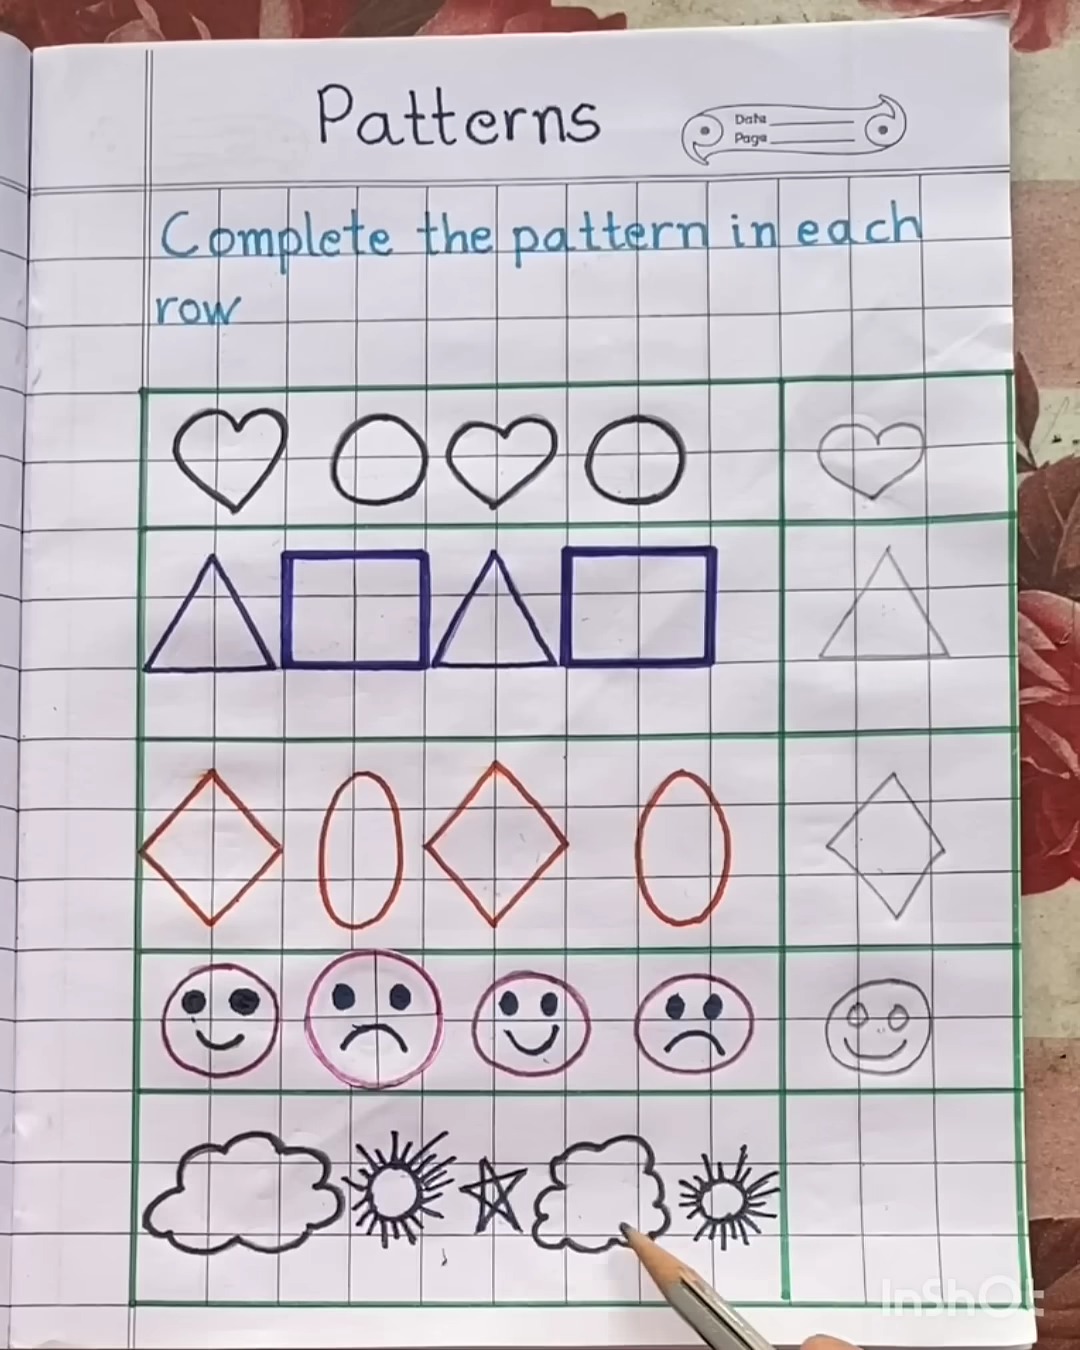 Patterns
Date
Page
Complete the pattern in each
row
InShOt